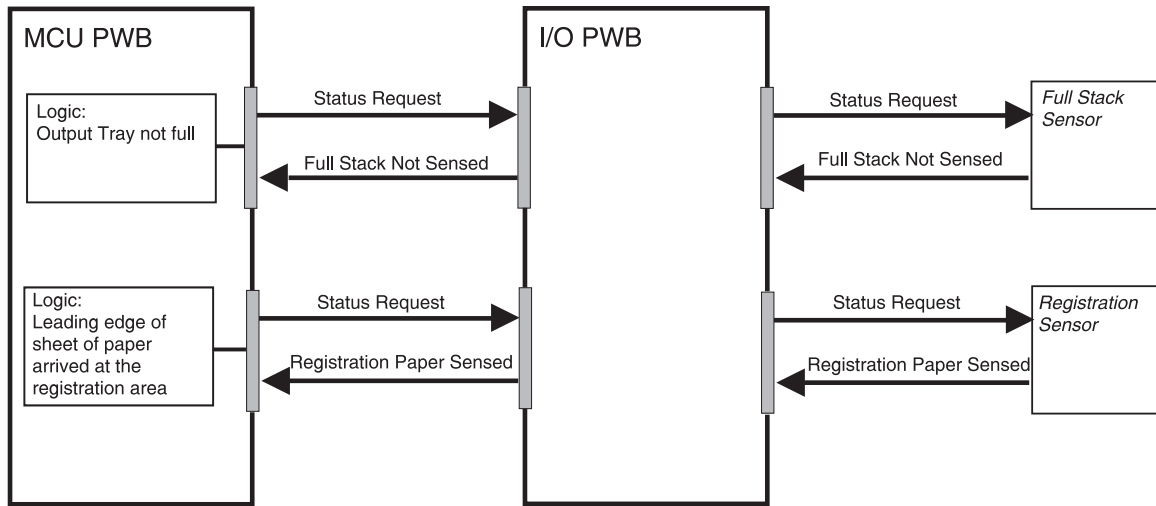 MCU PWB
I/O PWB
Logic:
Output Tray not full
Status Request
Full Stack Not Sensed
Status Request
Full Stack Not Sensed
Full Stack
Sensor
Logic:
Leading edge of
sheet of paper
arrived at the
registration area
Status Request
Registration Paper Sensed
Status Request
Registration Paper Sensed
Registration
Sensor